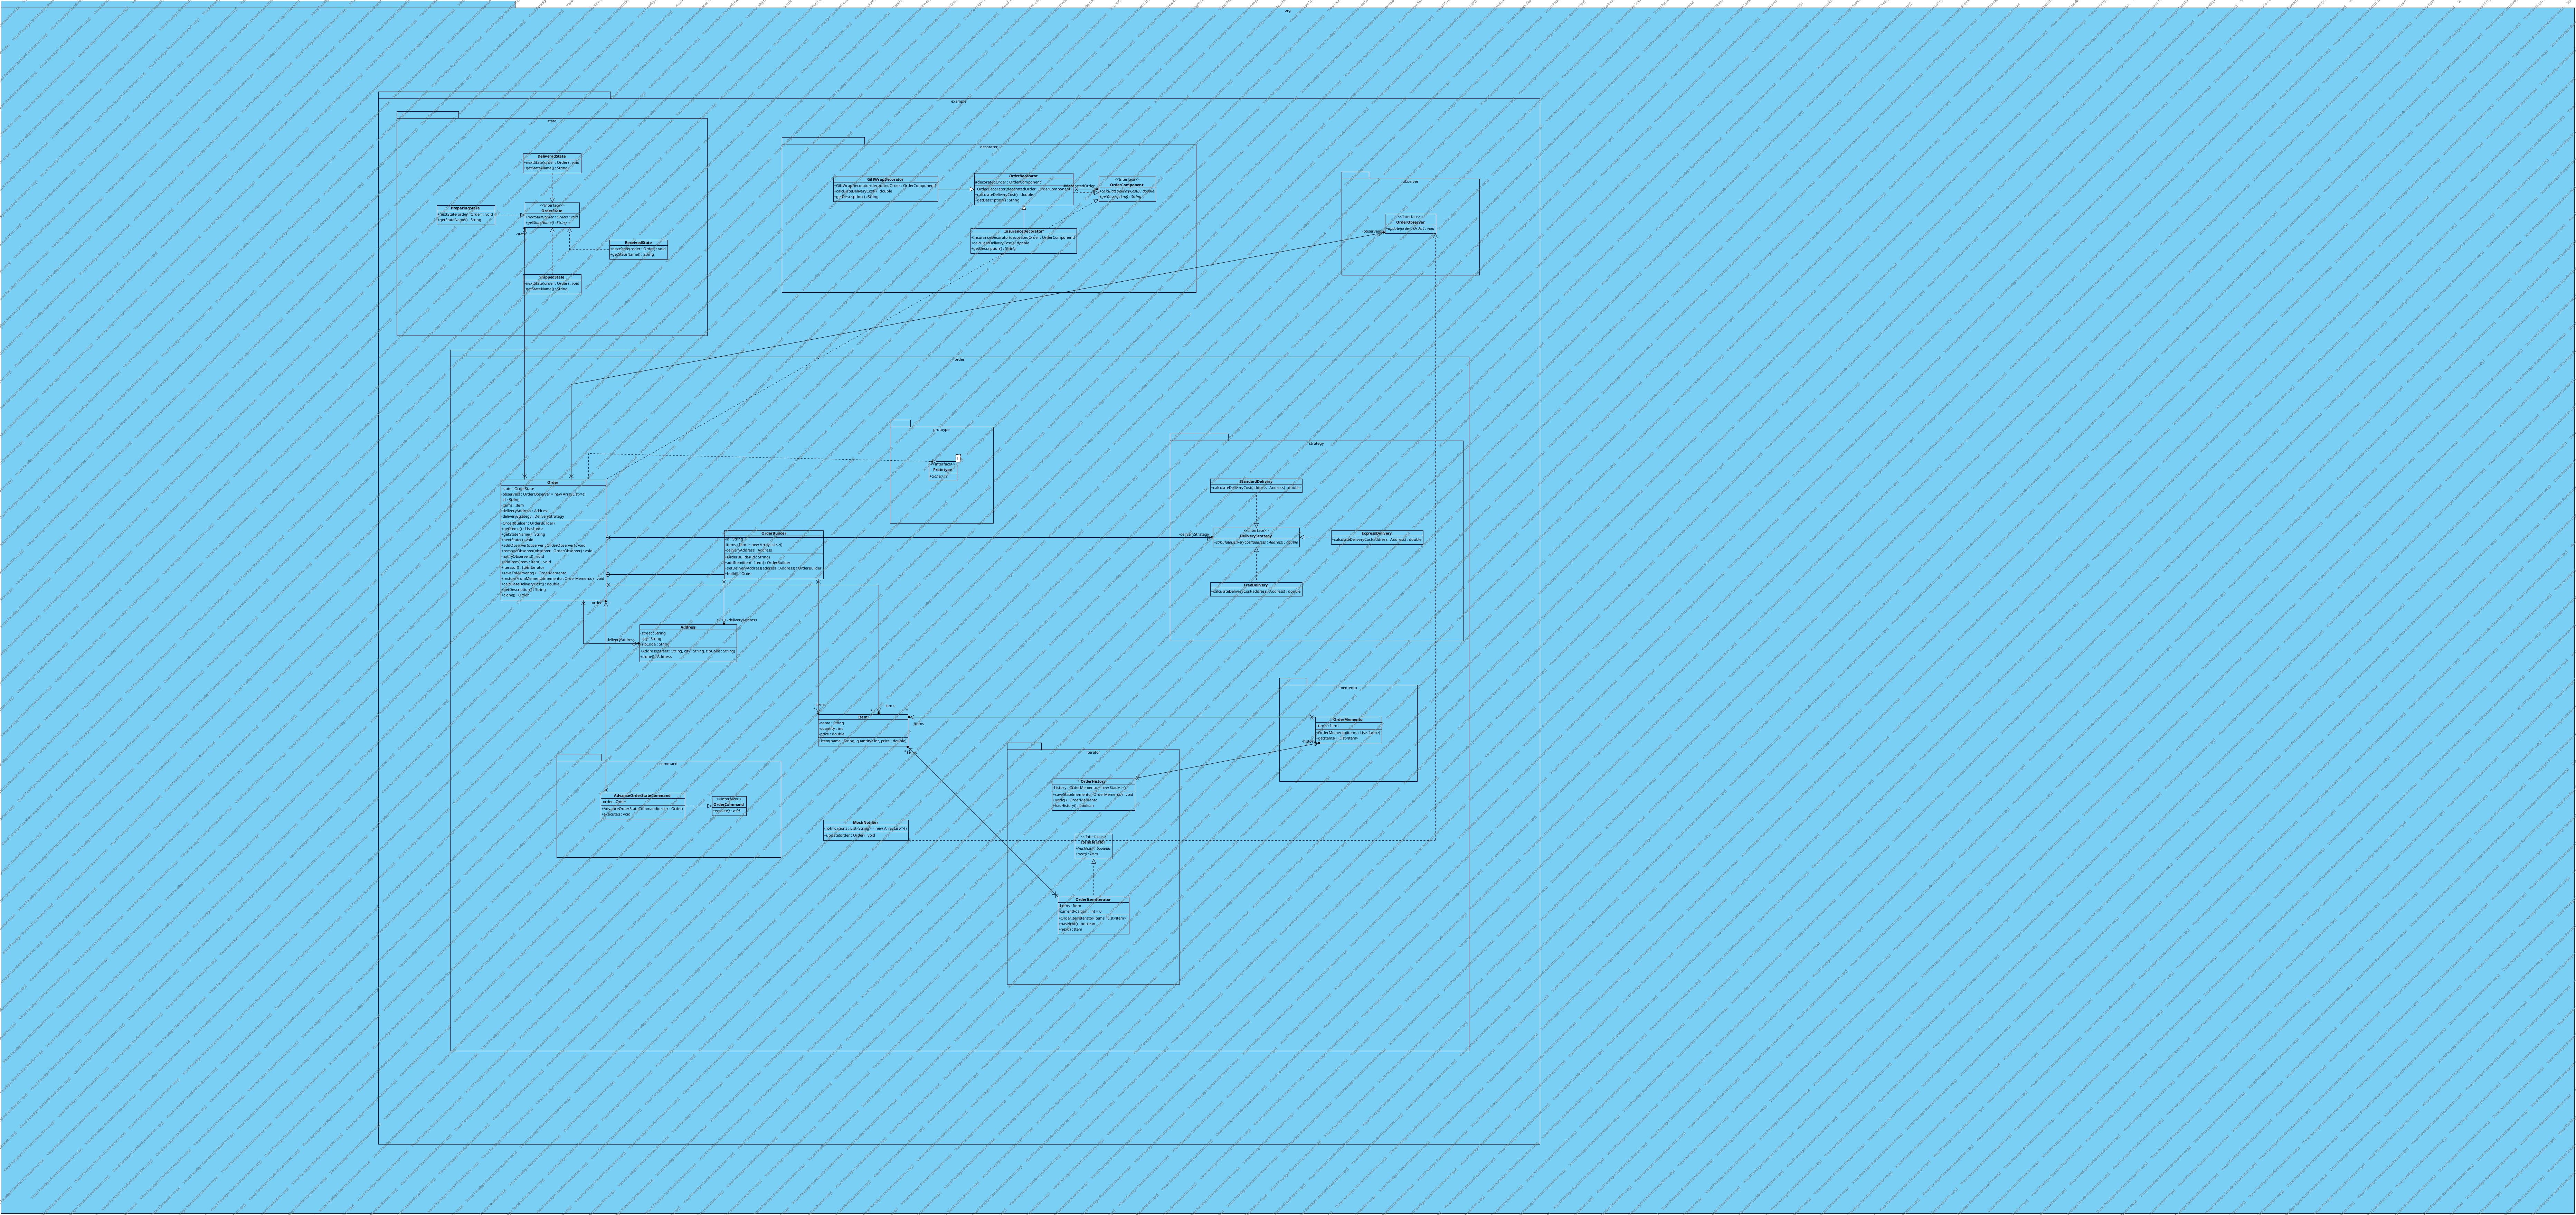 org
example
state
DeliveredState
+nextState(order : Order) : void
+getStateName() : String
PreparingState
+nextState(order : Order) : void
+getStateName() : String
<<Interface>>
OrderState
+nextState(order : Order) : void
+getStateName() : String
-state
ReceivedState
+nextState(order : Order) : void
+getStateName() : String
ShippedState
+nextState(order : Order) : void
+getStateName() : String
decorator
GiftWrapDecorator
+GiftWrapDecorator(decoratedOrder : OrderComponent)
+calculateDeliveryCost() : double
+getDescription() : String
OrderDecorator
#decoratedOrder : OrderComponent
+OrderDecorator(decoratedOrder : OrderComponent)
+calculateDeliveryCost() : double
+getDescription() : String
#decoratedOrder
<<Interface>>
OrderComponent
+calculateDeliveryCost() : double
+getDescription() : String
InsuranceDecorator
+InsuranceDecorator(decoratedOrder : OrderComponent)
+calculateDeliveryCost() : double
+getDescription() : String
observer
<<Interface>>
OrderObserver
+update(order : Order) : void
-observers
order
prototype
<<Interface>>
Prototype
+clone() : T
T
strategy
StandardDelivery
+calculateDeliveryCost(address : Address) : double
<<Interface>>
DeliveryStrategy
+calculateDeliveryCost(address : Address) : double
-deliveryStrategy
ExpressDelivery
+calculateDeliveryCost(address : Address) : double
DroneDelivery
+calculateDeliveryCost(address : Address) : double
Order
-state : OrderState
-observers : OrderObserver = new ArrayList<>()
-id : String
-items : Item
-deliveryAddress : Address
-deliveryStrategy : DeliveryStrategy
-Order(builder : OrderBuilder)
+getItems() : List<Item>
+getStateName() : String
+nextState() : void
+addObserver(observer : OrderObserver) : void
+removeObserver(observer : OrderObserver) : void
+notifyObservers() : void
+addItem(item : Item) : void
+iterator() : ItemIterator
+saveToMemento() : OrderMemento
+restoreFromMemento(memento : OrderMemento) : void
+calculateDeliveryCost() : double
+getDescription() : String
+clone() : Order
-order
OrderBuilder
-id : String
-items : Item = new ArrayList<>()
-deliveryAddress : Address
+OrderBuilder(id : String)
+addItem(item : Item) : OrderBuilder
+setDeliveryAddress(address : Address) : OrderBuilder
+build() : Order
-deliveryAddress
Address
-street : String
-city : String
-zipCode : String
+Address(street : String, city : String, zipCode : String)
+clone() : Address
-deliveryAddress
-items
-items
Item
-name : String
-quantity : int
-price : double
+Item(name : String, quantity : int, price : double)
-items
-items
memento
OrderMemento
-items : Item
+OrderMemento(items : List<Item>)
+getItems() : List<Item>
-history
iterator
OrderHistory
-history : OrderMemento = new Stack<>()
+save(memento : OrderMemento) : void
+undo() : OrderMemento
<<Interface>>
ItemIterator
+hasNext() : boolean
+next() : Item
OrderItemIterator
-items : Item
-currentPosition : int = 0
+OrderItemIterator(items : List<Item>)
+hasNext() : boolean
+next() : Item
command
AdvanceOrderStateCommand
-order : Order
+AdvanceOrderStateCommand(order : Order)
+execute() : void
<<Interface>>
OrderCommand
+execute() : void
MockNotifier
-notifications : List<String> = new ArrayList<>()
+update(order : Order) : void